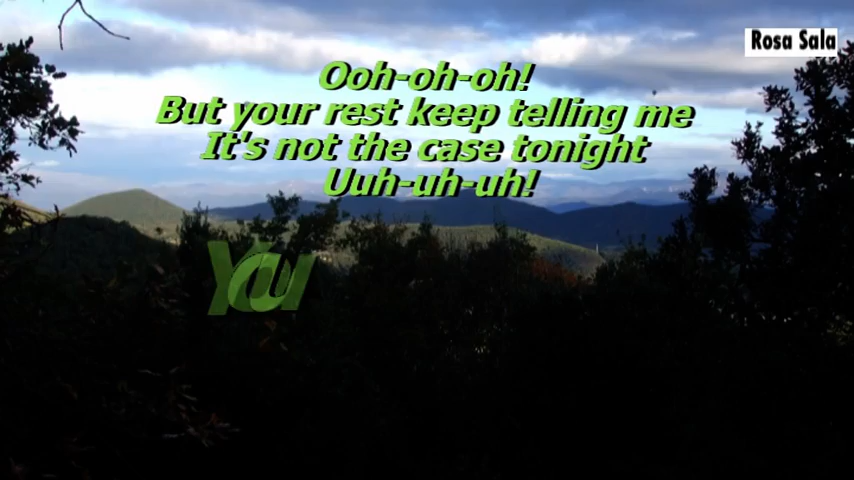 Rosa Sala
Ooh-oh-oh!
But your rest keep telling me
It's not the case tonight
Uuh-uh-uh!